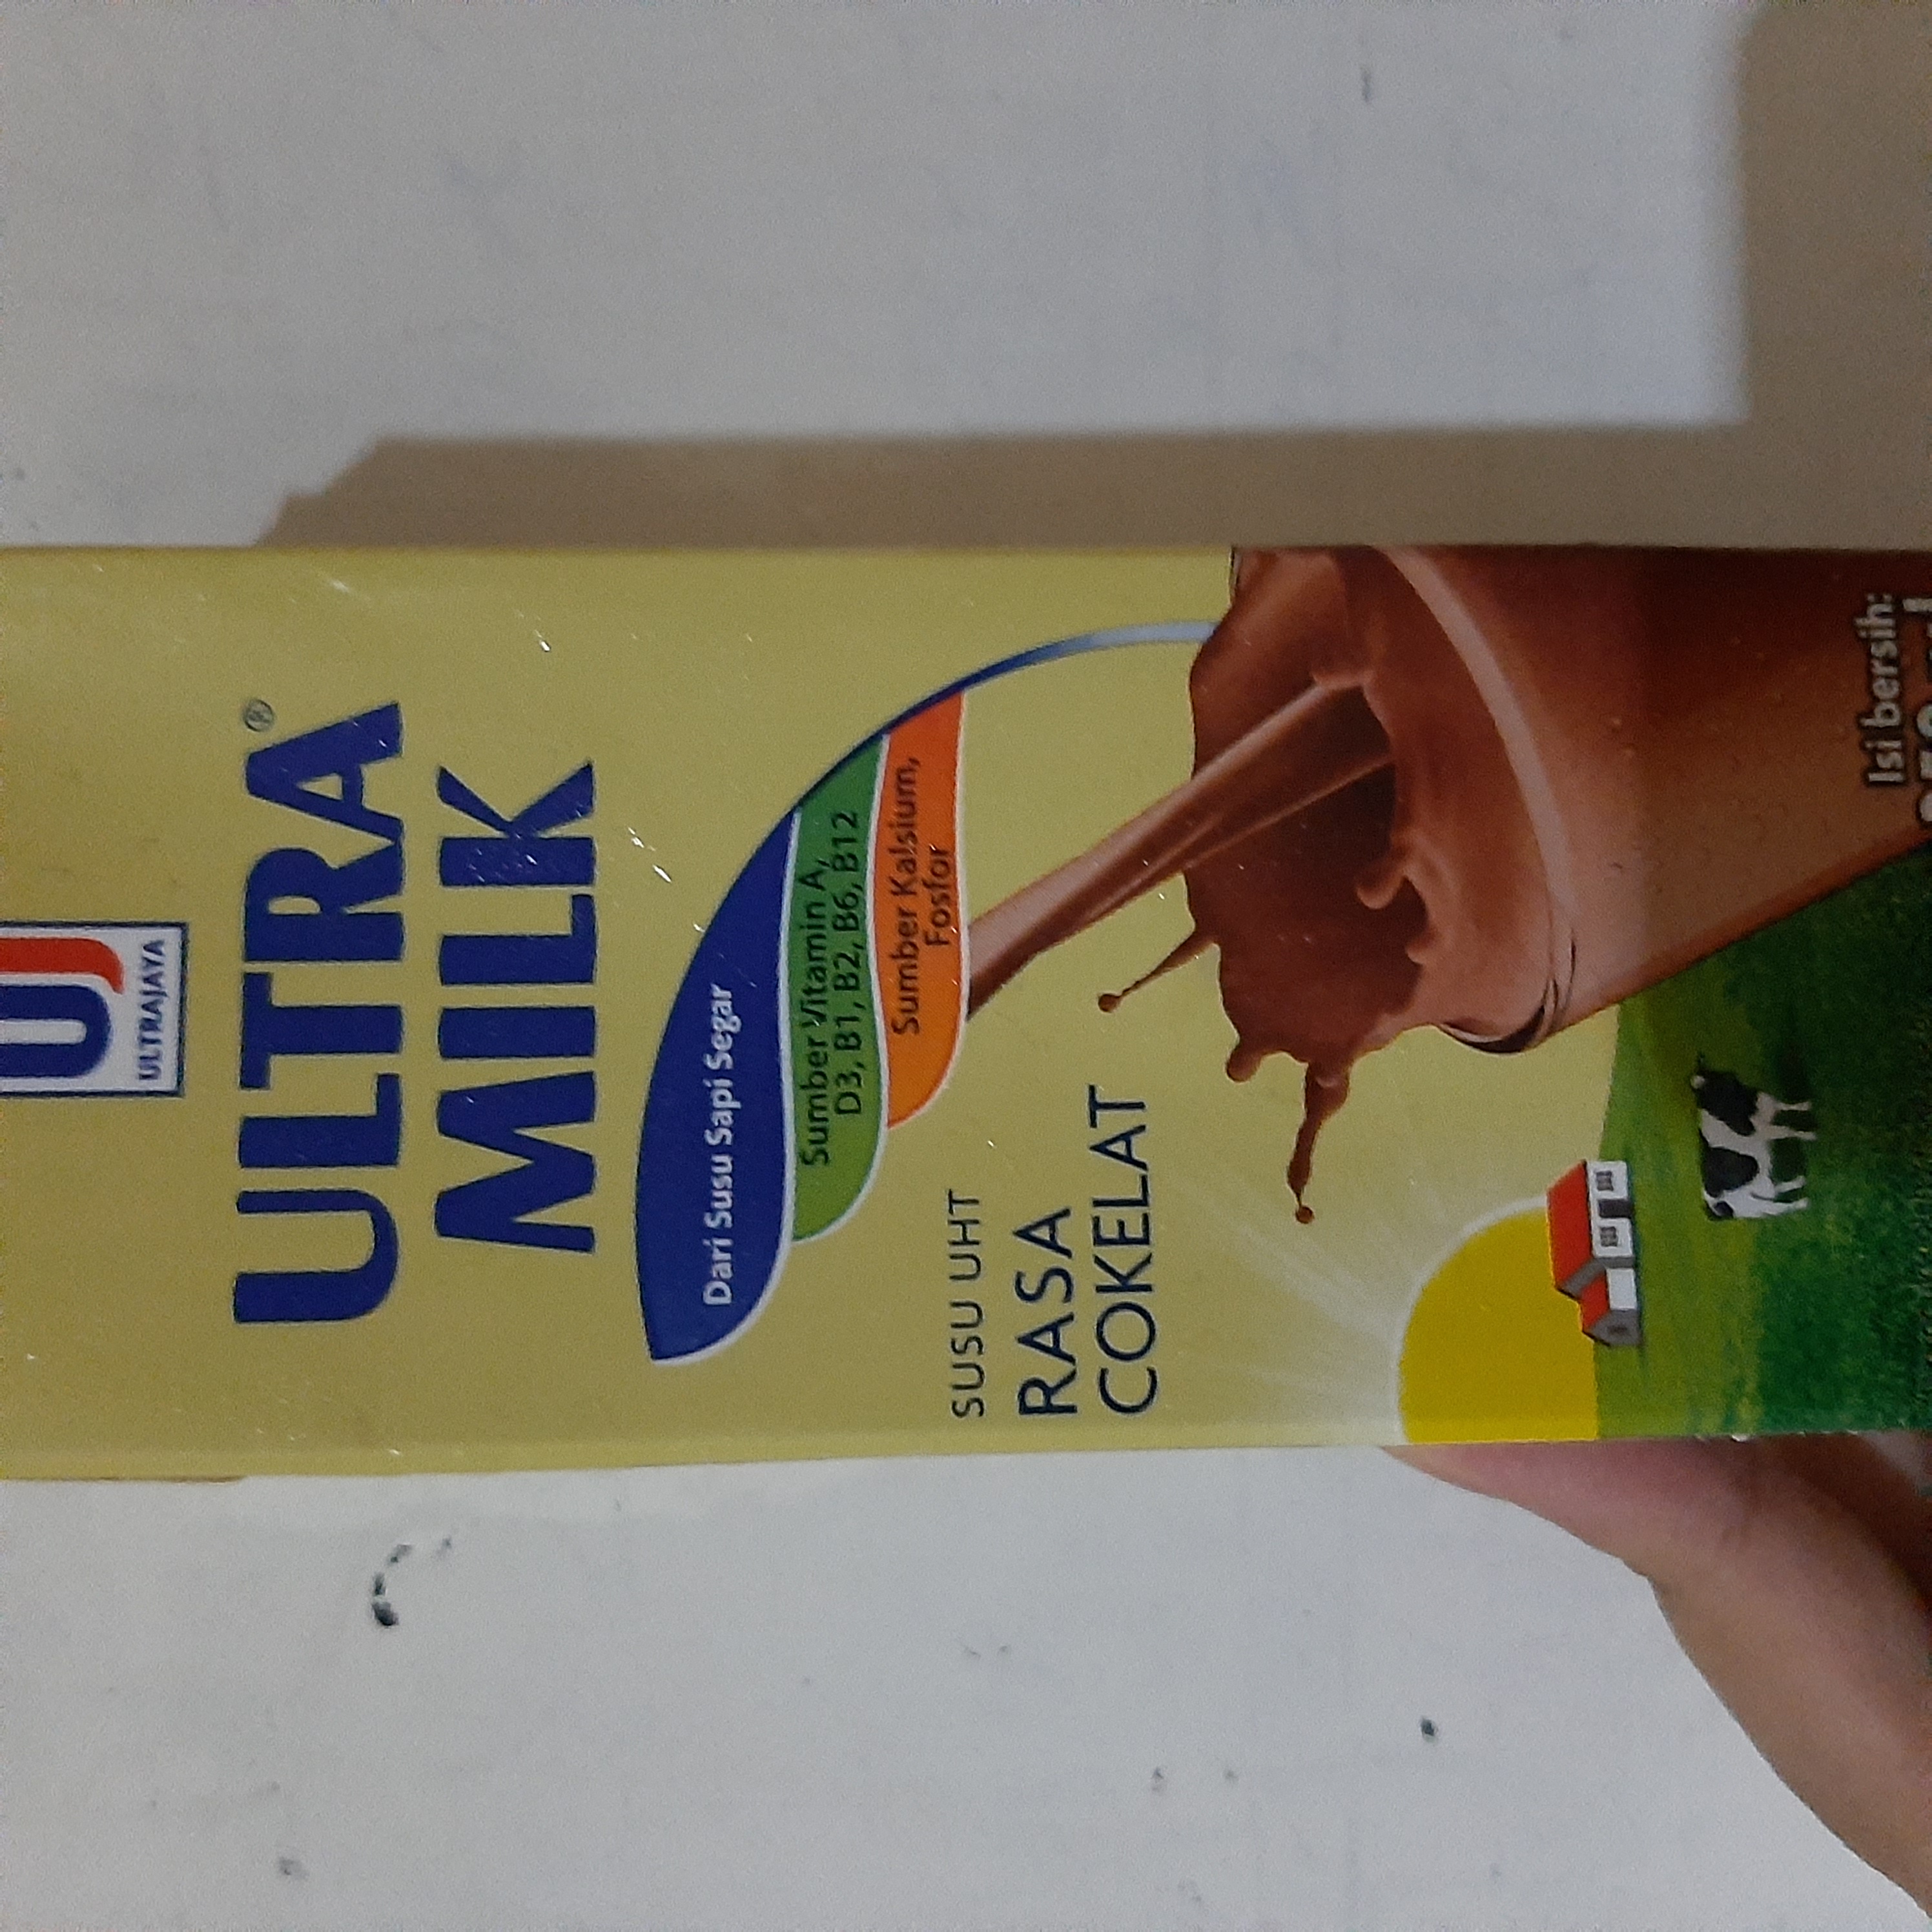 UJ
ULTRAJAYA
ULTRA®
MILK
Dari Susu Sapi Segar
Sumber Vitamin A,
D3, B1, B2, B6, B12
Sumber Kalsium,
Fosfor
SUSU UHT
RASA
COKELAT
Isi bersih: